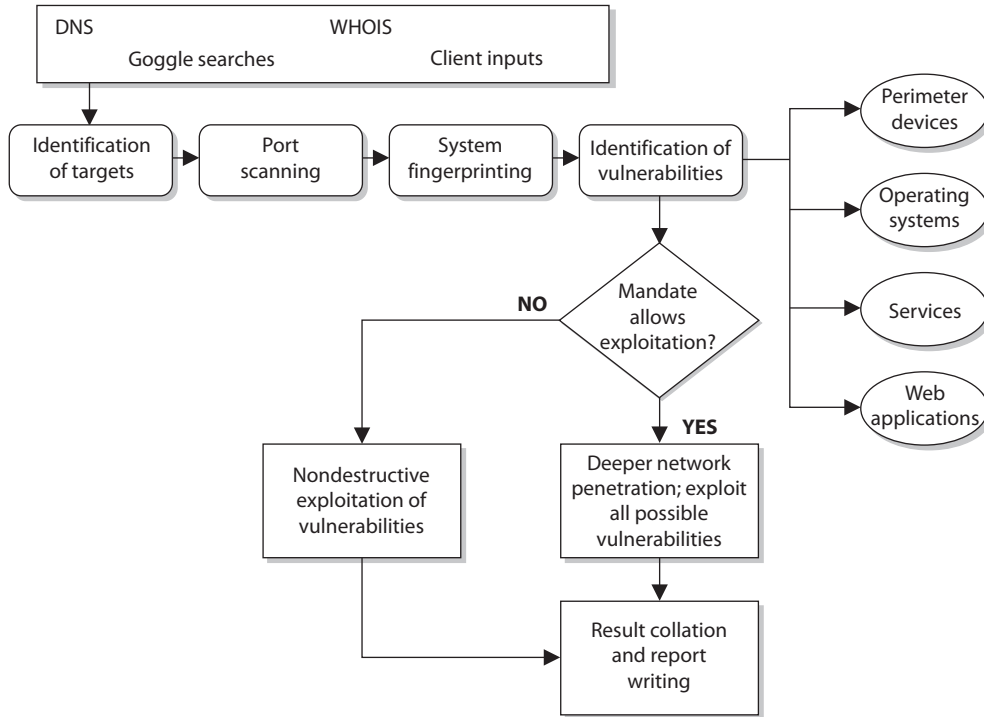 DNS WHOIS
Goggle searches Client inputs
Identification
of targets
Port
scanning
System
fingerprinting
Identification of
vulnerabilities
Perimeter
devices
Operating
systems
Services
Web
applications
Mandate
allows
exploitation?
NO
YES
Nondestructive
exploitation of
vulnerabilities
Deeper network
penetration; exploit
all possible
vulnerabilities
Result collation
and report
writing